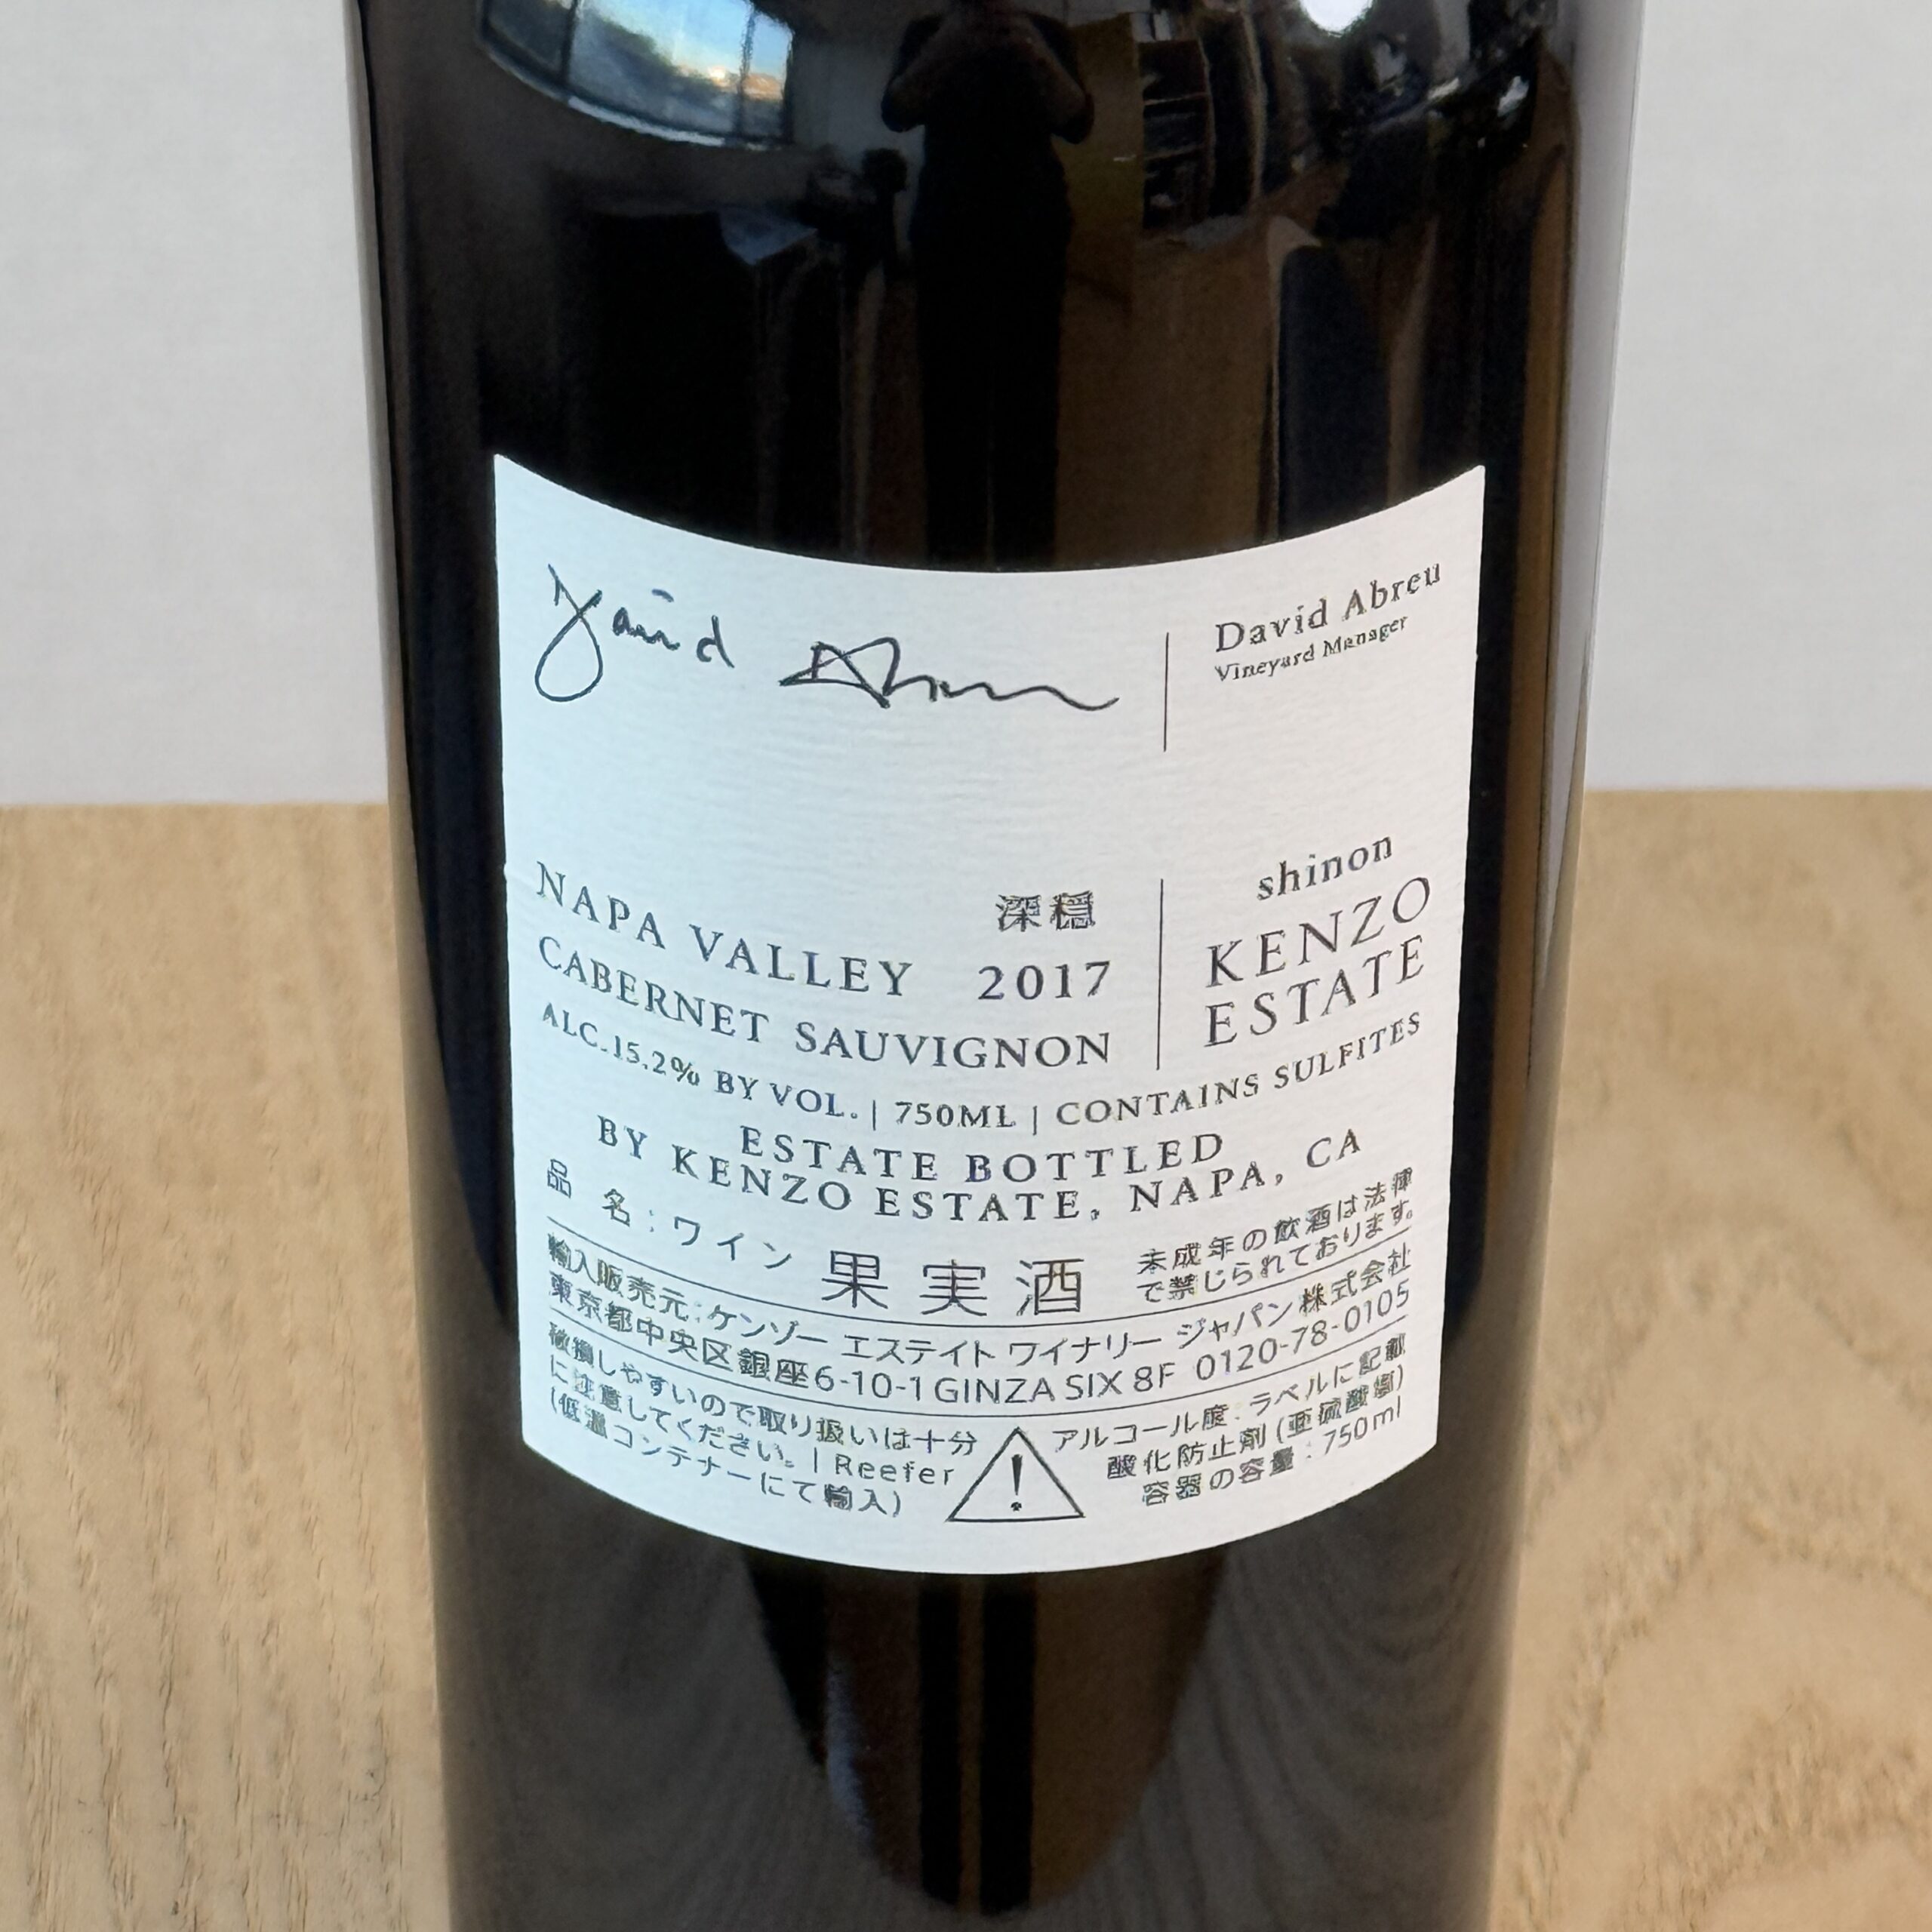 David Abreu
David Abreu
Vineyard Manager
深穏
NAPA VALLEY 2017
CABERNET SAUVIGNON
shinon
KENZO
ESTATE
ALC.15.2% BY VOL. | 750ML | CONTAINS SULFITES
ESTATE BOTTLED
BY KENZO ESTATE, NAPA, CA
品 名 : ワイン 果実酒
未成年の飲酒は法律
で禁じられております。
輸入販売元:ケンゾー エステイト ワイナリー ジャパン株式会社
東京都中央区銀座6-10-1 GINZA SIX 8F 0120-78-0105
破損しやすいので取り扱いは十分
に注意してください。| Reefer
(低温コンテナーにて輸入)
!
アルコール度:ラベルに記載
酸化防止剤(亜硫酸塩)
容器の容量:750ml